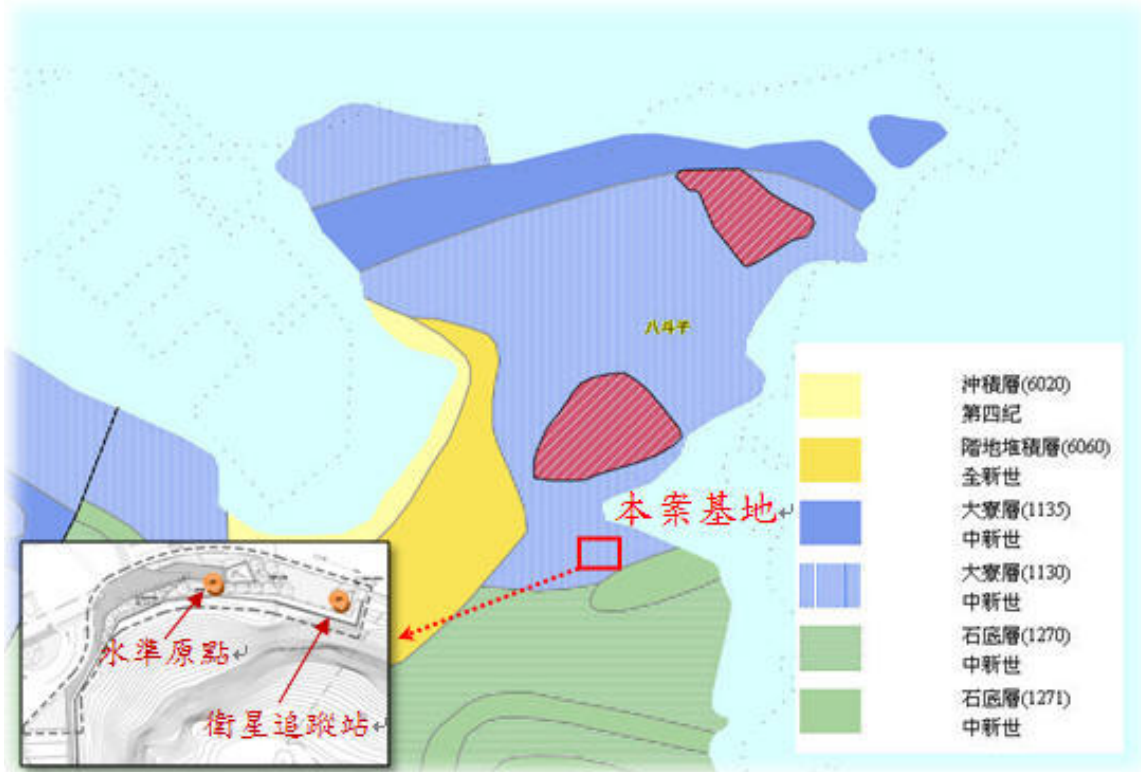 八斗子
本案基地
沖積層(6020)
第四紀
階地堆積層(6060)
全新世
大寮層(1135)
中新世
大寮層(1130)
中新世
石底層(1270)
中新世
石底層(1271)
中新世
水準原點
衛星追蹤站